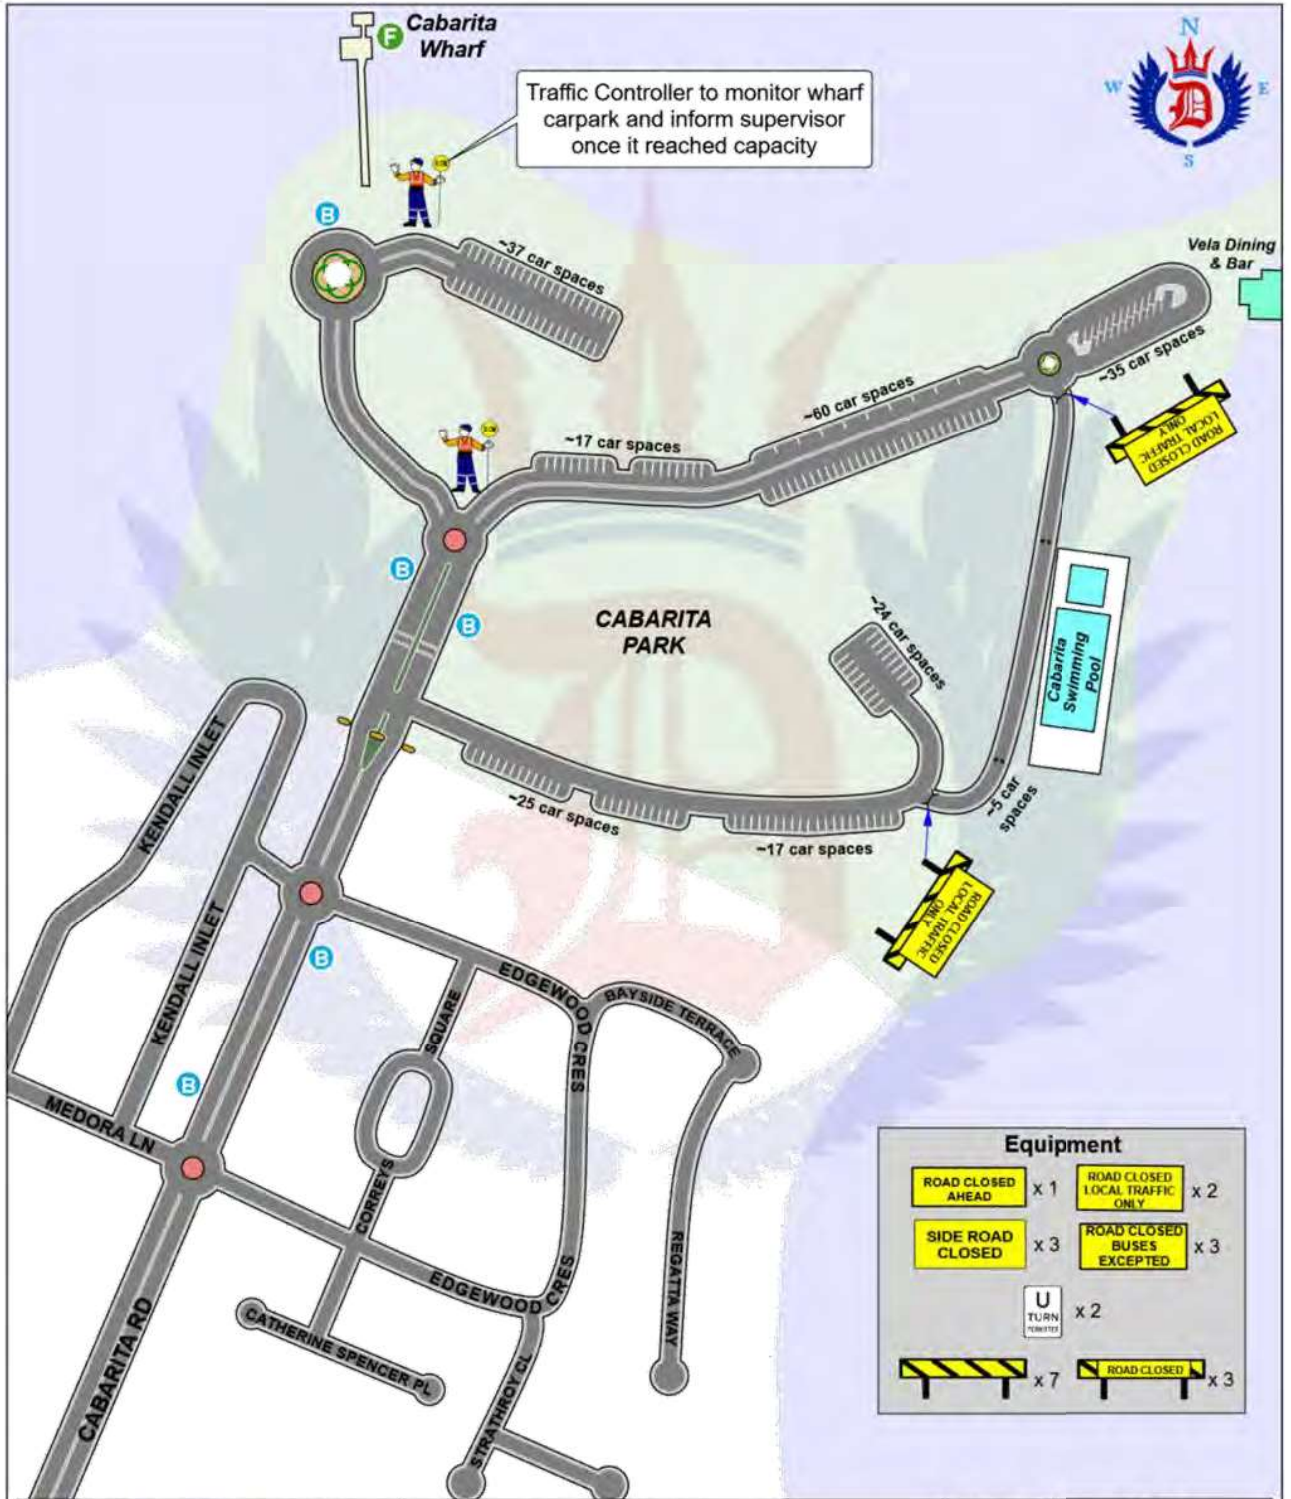 F
Cabarita
Wharf
Traffic Controller to monitor wharf
carpark and inform supervisor
once it reached capacity
N
W
E
S
D
B
~37 car spaces
Vela Dining
& Bar
~35 car spaces
~60 car spaces
~17 car spaces
ROAD CLOSED
LOCAL TRAFFIC
ONLY
B
B
CABARITA
PARK
~24 car spaces
Cabarita
Swimming
Pool
~5 car
spaces
~25 car spaces
~17 car spaces
ROAD CLOSED
LOCAL TRAFFIC
ONLY
KENDALL INLET
KENDALL INLET
B
EDGEWOOD CRES
BAYSIDE TERRACE
SQUARE
B
MEDORA LN
CORREYS
EDGEWOOD CRES
REGATTA WAY
CATHERINE SPENCER PL
STRATHROY CL
CABARITA RD
Equipment
ROAD CLOSED
AHEAD
x 1
ROAD CLOSED
LOCAL TRAFFIC
ONLY
x 2
SIDE ROAD
CLOSED
x 3
ROAD CLOSED
BUSES
EXCEPTED
x 3
U
TURN
PERMITTED
x 2
x 7
ROAD CLOSED
x 3